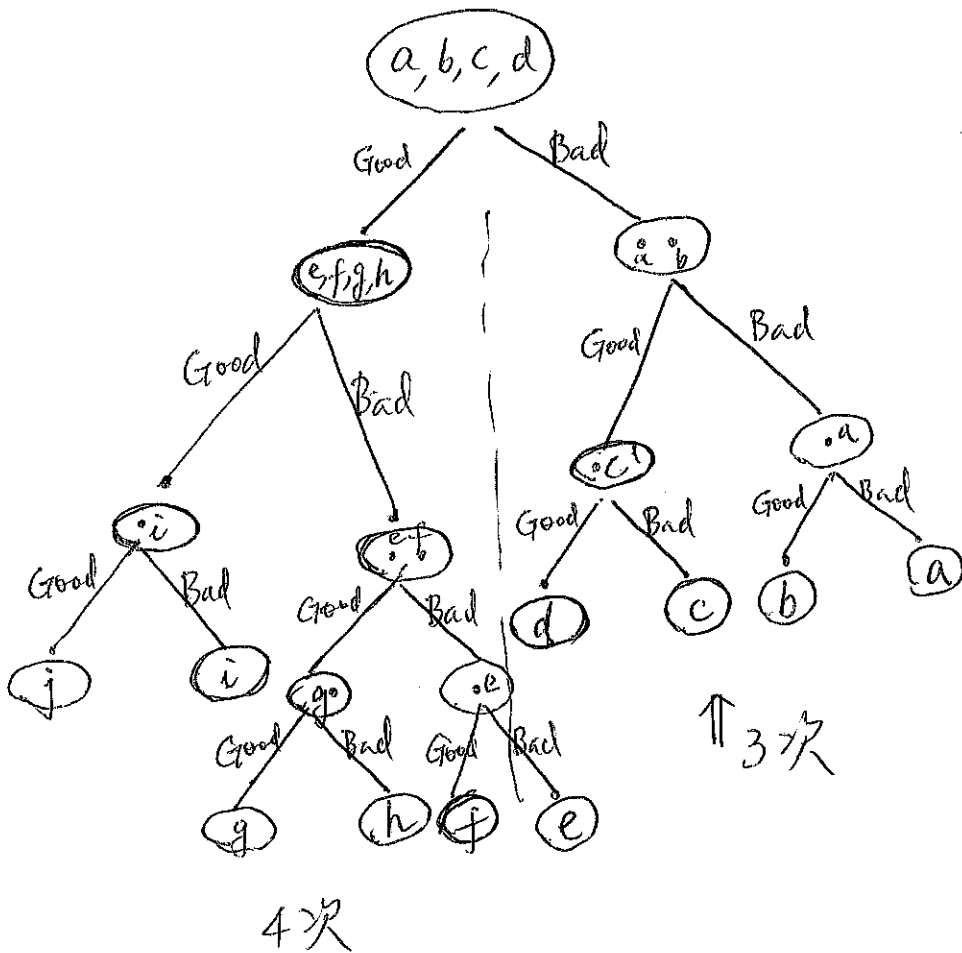 a, b, c, d
Good
Bad
e,f,g,h
a b
Good
Bad
Good
Bad
i
e f
c
a
Good
Bad
Good
Bad
Good
Bad
Good
Bad
j
i
g
e
d
c
b
a
Good
Bad
Good
Bad
g
h
f
e
⇑ 3次
4次